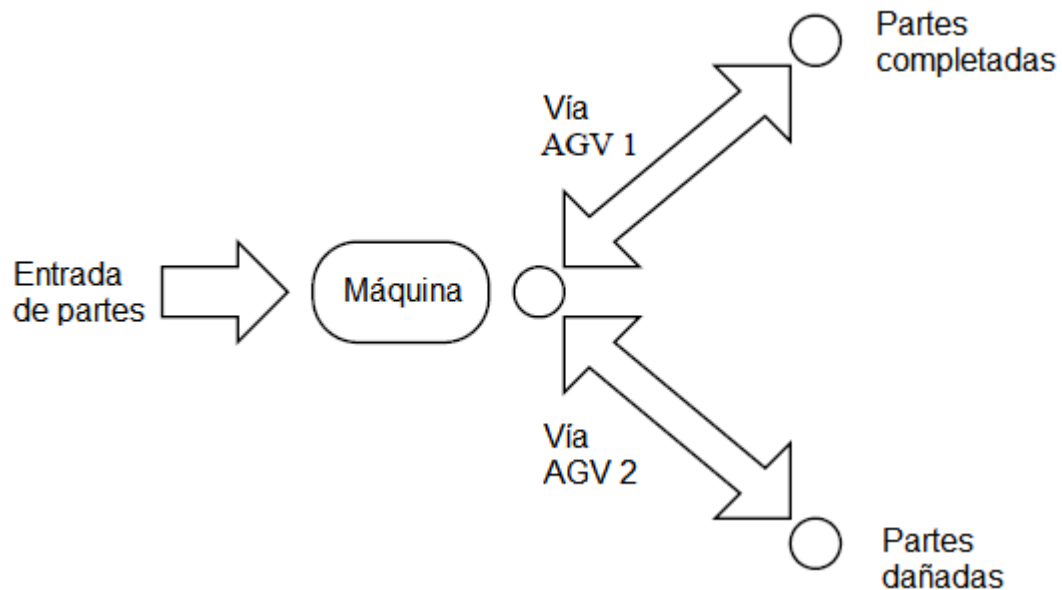 Partes
completadas
Vía
AGV 1
Entrada
de partes
Máquina
Vía
AGV 2
Partes
dañadas